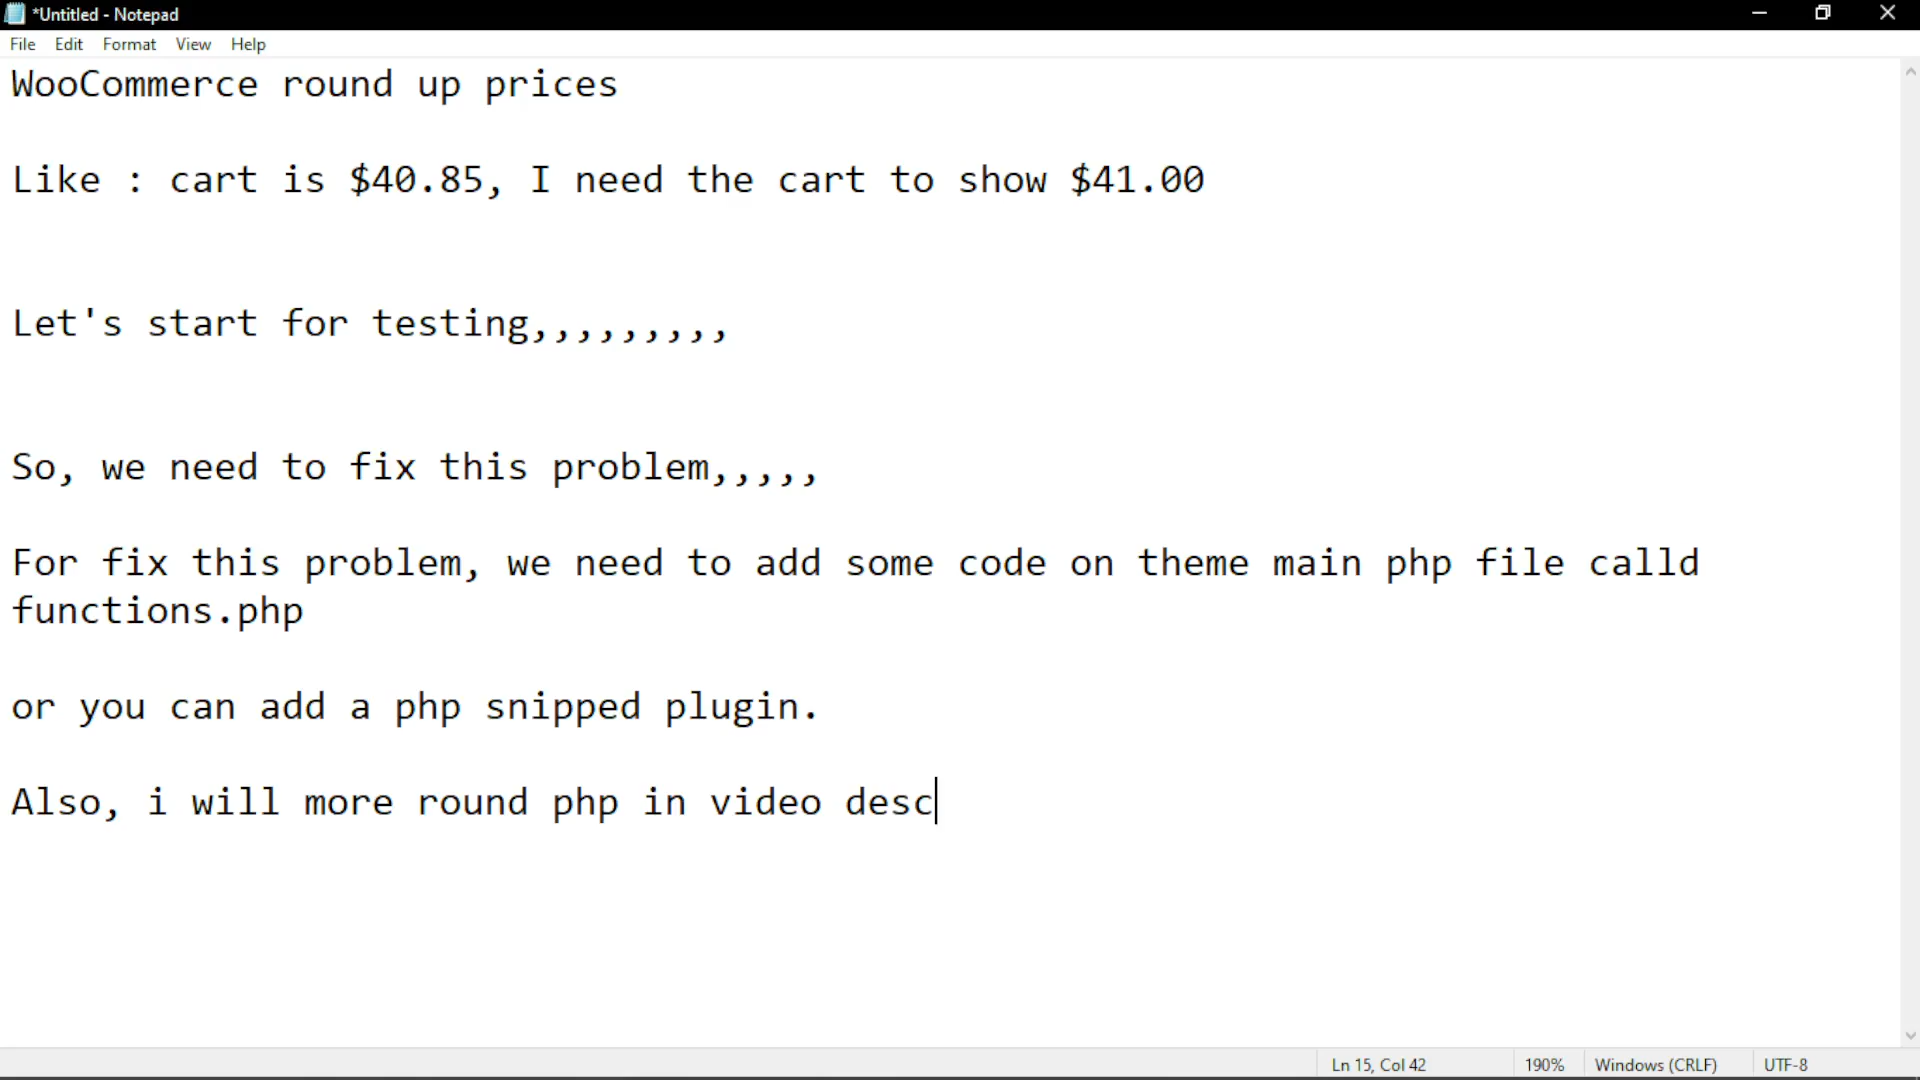 *Untitled - Notepad
File Edit Format View Help
WooCommerce round up prices
Like : cart is $40.85, I need the cart to show $41.00
Let's start for testing,,,,,,,,,
So, we need to fix this problem,,,,,
For fix this problem, we need to add some code on theme main php file calld
functions.php
or you can add a php snipped plugin.
Also, i will more round php in video desc
Ln 15, Col 42 190% Windows (CRLF) UTF-8